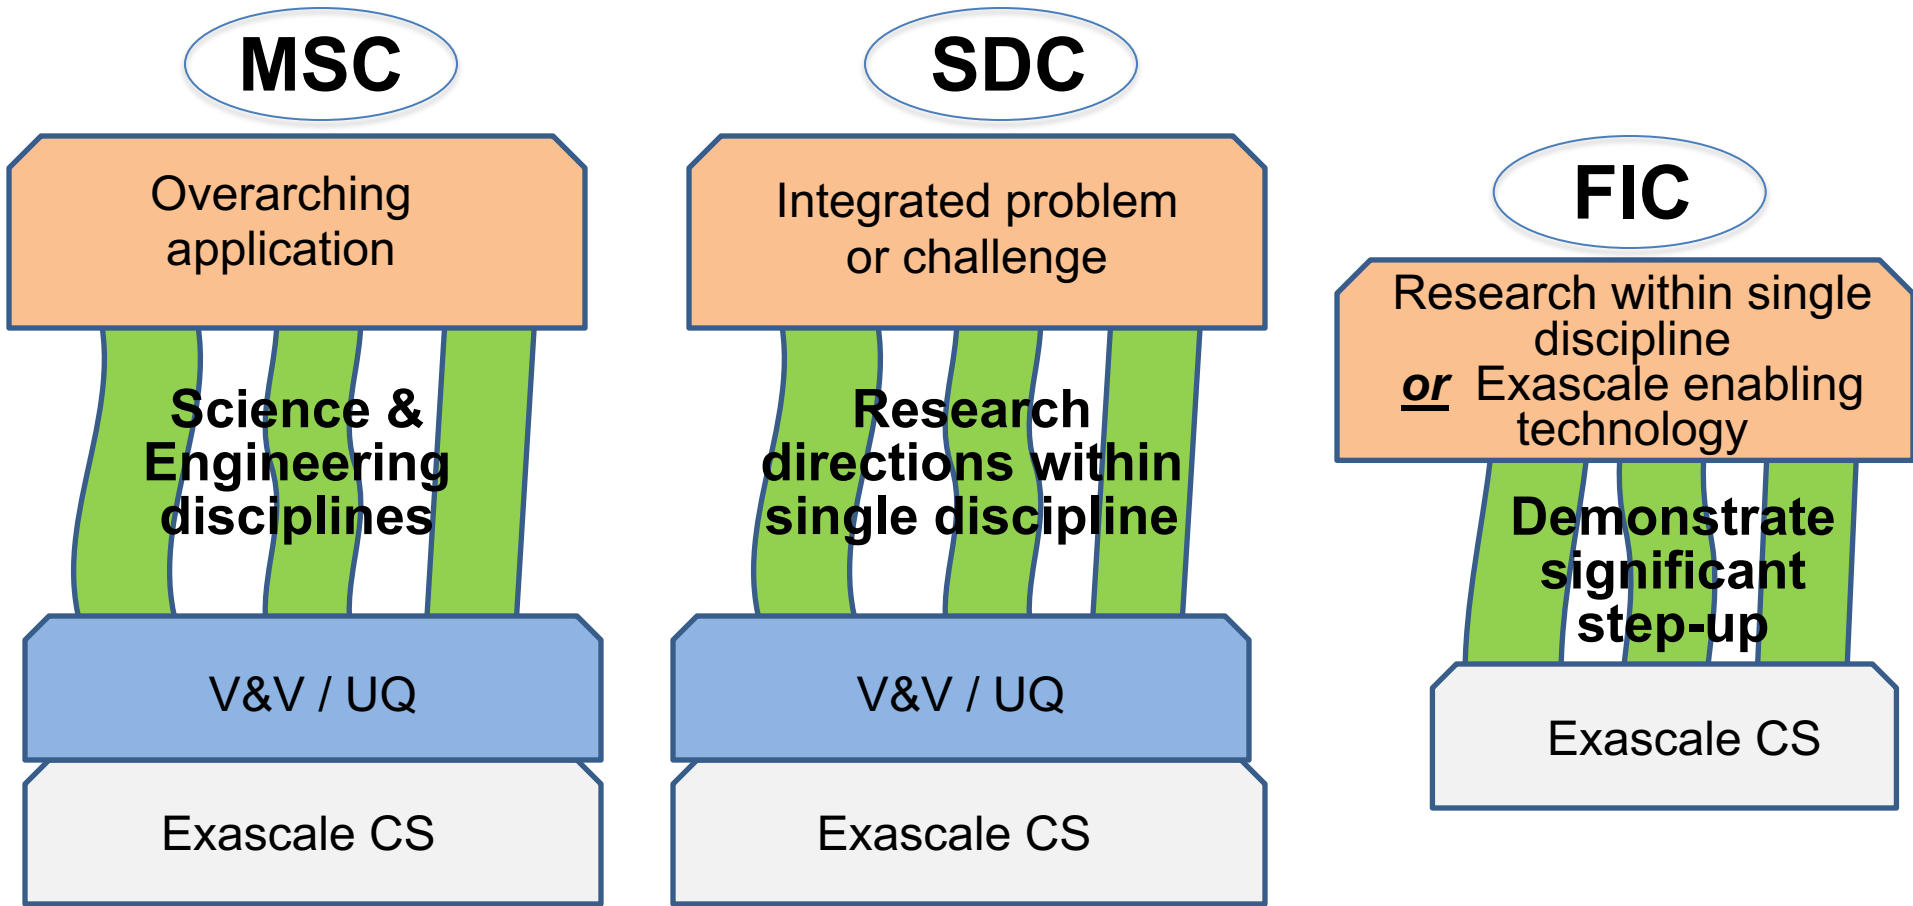 MSC
Overarching
application
Science &
Engineering
disciplines
V&V / UQ
Exascale CS
SDC
Integrated problem
or challenge
Research
directions within
single discipline
V&V / UQ
Exascale CS
FIC
Research within single
discipline
or Exascale enabling
technology
Demonstrate
significant
step-up
Exascale CS